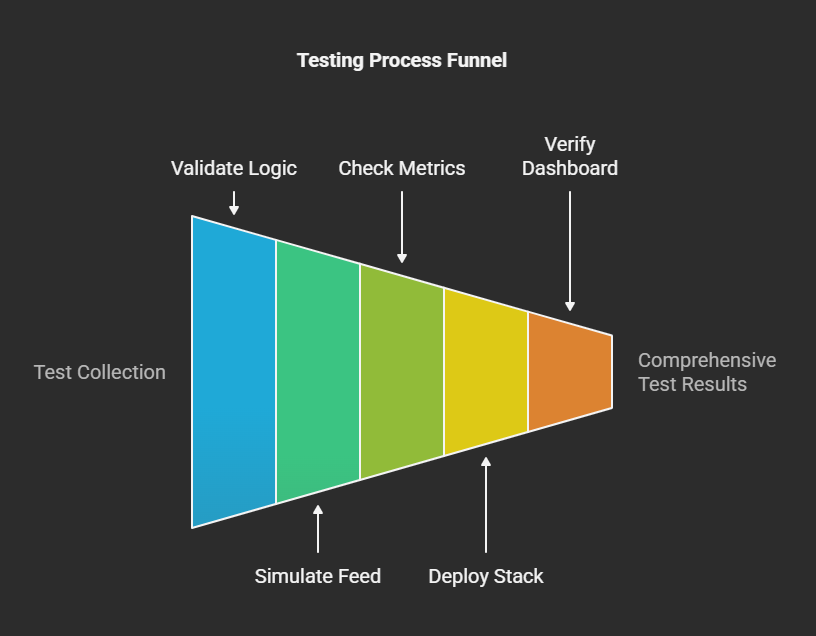 Testing Process Funnel
Verify
Dashboard
Validate Logic
Check Metrics
Test Collection
Comprehensive
Test Results
Simulate Feed
Deploy Stack